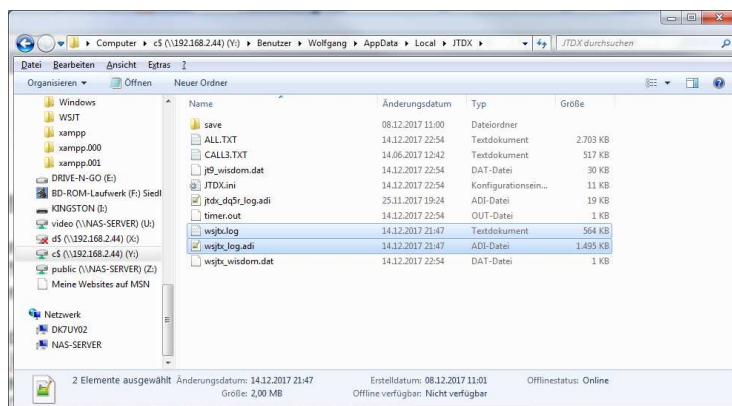 Computer ▸ c$ (\\192.168.2.44) (Y:) ▸ Benutzer ▸ Wolfgang ▸ AppData ▸ Local ▸ JTDX ▸
JTDX durchsuchen
Datei Bearbeiten Ansicht Extras ?
Organisieren Öffnen Neuer Ordner
Windows
WSJT
xampp
xampp.000
xampp.001
DRIVE-N-GO (E:)
BD-ROM-Laufwerk (F:) Siedl
KINGSTON (I:)
video (\\NAS-SERVER) (U:)
d$ (\\192.168.2.44) (X:)
c$ (\\192.168.2.44) (Y:)
public (\\NAS-SERVER) (Z:)
Meine Websites auf MSN
Netzwerk
DK7UY02
NAS-SERVER
Name Änderungsdatum Typ Größe
save 08.12.2017 11:00 Dateiordner
ALL.TXT 14.12.2017 22:54 Textdokument 2.703 KB
CALL3.TXT 14.06.2017 12:42 Textdokument 517 KB
jt9_wisdom.dat 14.12.2017 22:54 DAT-Datei 30 KB
JTDX.ini 14.12.2017 22:54 Konfigurationsein... 11 KB
jtdx_dq5r_log.adi 25.11.2017 19:24 ADI-Datei 19 KB
timer.out 14.12.2017 22:54 OUT-Datei 1 KB
wsjtx.log 14.12.2017 21:47 Textdokument 564 KB
wsjtx_log.adi 14.12.2017 21:47 ADI-Datei 1.495 KB
wsjtx_wisdom.dat 14.12.2017 22:54 DAT-Datei 1 KB
2 Elemente ausgewählt Änderungsdatum: 14.12.2017 21:47 Erstelldatum: 08.12.2017 11:01 Offlinestatus: Online
Größe: 2,00 MB Offline verfügbar: Nicht verfügbar